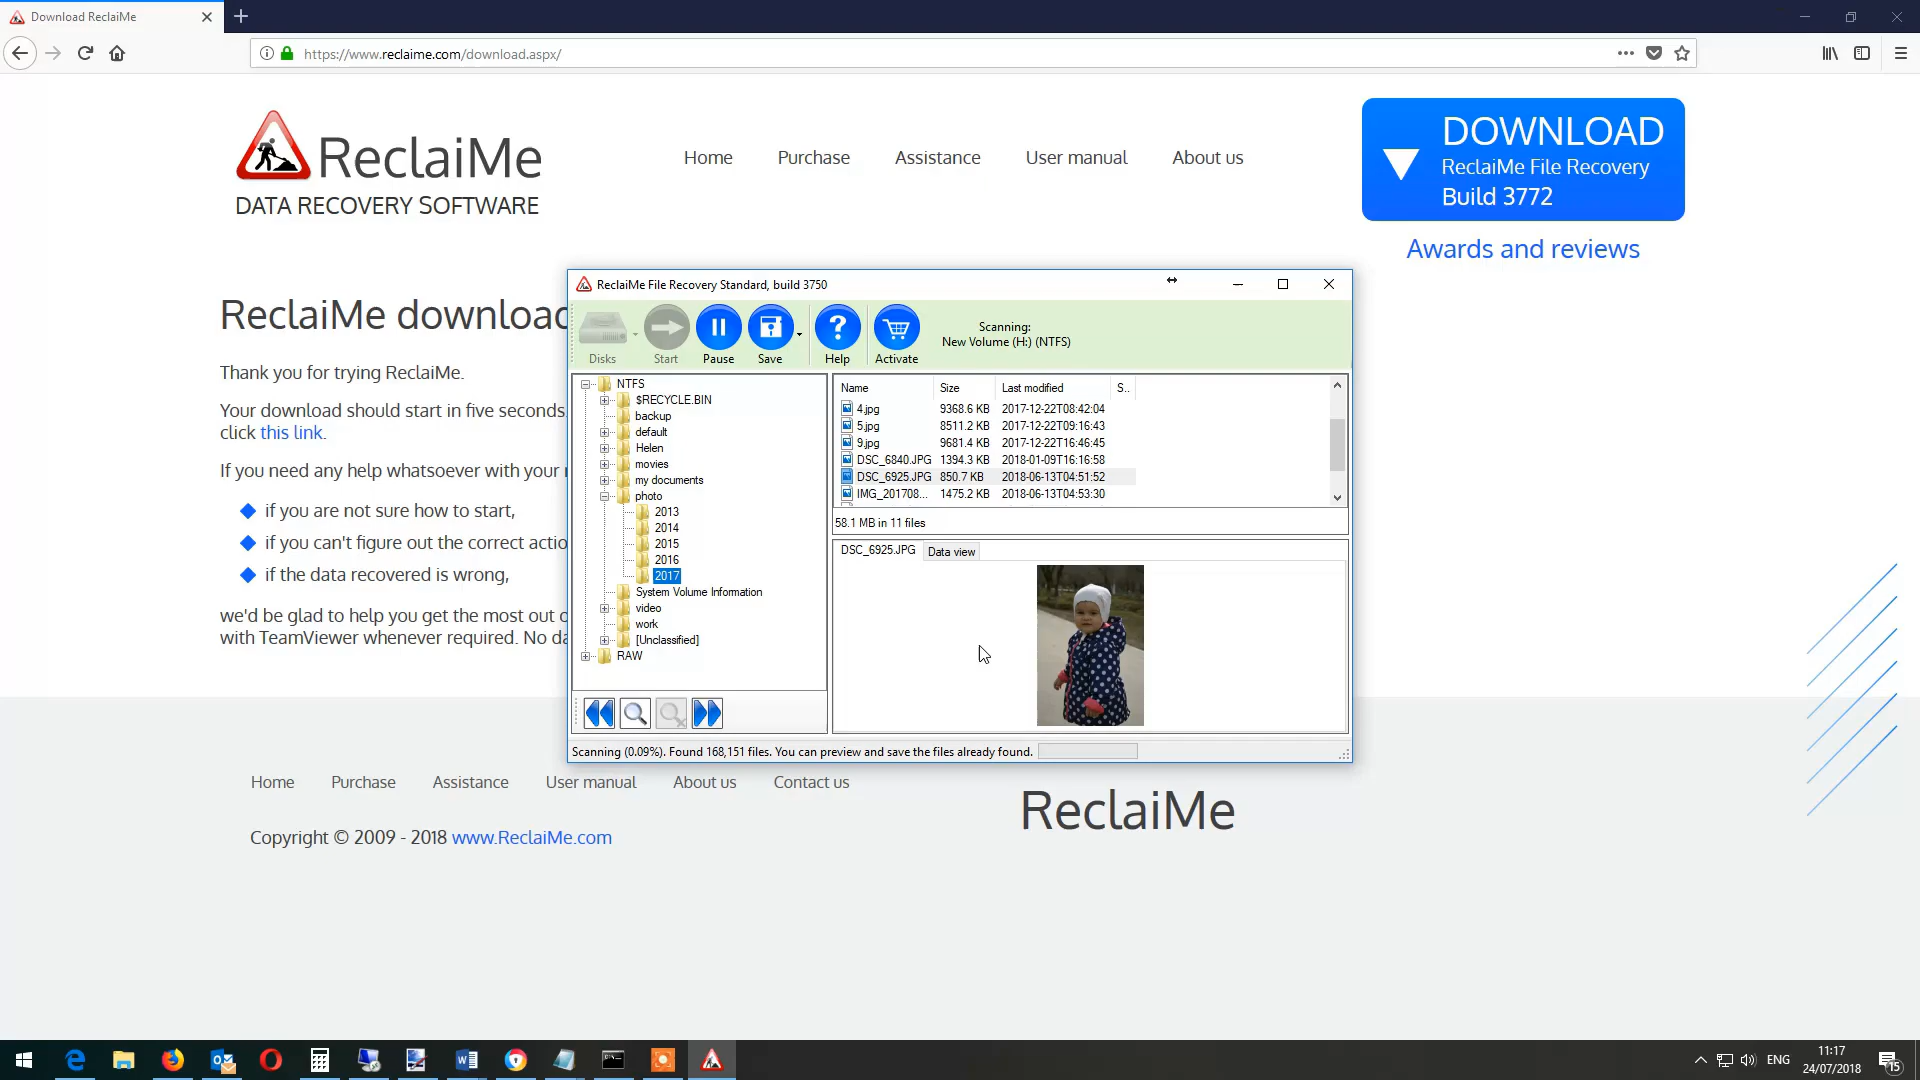 Download ReclaiMe
https://www.reclaime.com/download.aspx/
ReclaiMe
DATA RECOVERY SOFTWARE
Home Purchase Assistance User manual About us
DOWNLOAD
ReclaiMe File Recovery
Build 3772
Awards and reviews
ReclaiMe download
Thank you for trying ReclaiMe.
Your download should start in five seconds.
click this link.
If you need any help whatsoever with your
if you are not sure how to start,
if you can't figure out the correct actio
if the data recovered is wrong,
we'd be glad to help you get the most out
with TeamViewer whenever required. No
ReclaiMe File Recovery Standard, build 3750
Disks Start Pause Save Help Activate
Scanning:
New Volume (H:) (NTFS)
NTFS
$RECYCLE.BIN
backup
default
Helen
movies
my documents
photo
2013
2014
2015
2016
2017
System Volume Information
video
work
[Unclassified]
RAW
Name Size Last modified S..
4.jpg 9368.6 KB 2017-12-22T08:42:04
5.jpg 8511.2 KB 2017-12-22T09:16:43
9.jpg 9681.4 KB 2017-12-22T16:46:45
DSC_6840.JPG 1394.3 KB 2018-01-09T16:16:58
DSC_6925.JPG 850.7 KB 2018-06-13T04:51:52
IMG_201708... 1475.2 KB 2018-06-13T04:53:30
58.1 MB in 11 files
DSC_6925.JPG Data view
Scanning (0.09%). Found 168,151 files. You can preview and save the files already found.
Home Purchase Assistance User manual About us Contact us
ReclaiMe
Copyright © 2009 - 2018 www.ReclaiMe.com
ENG
11:17
24/07/2018
15